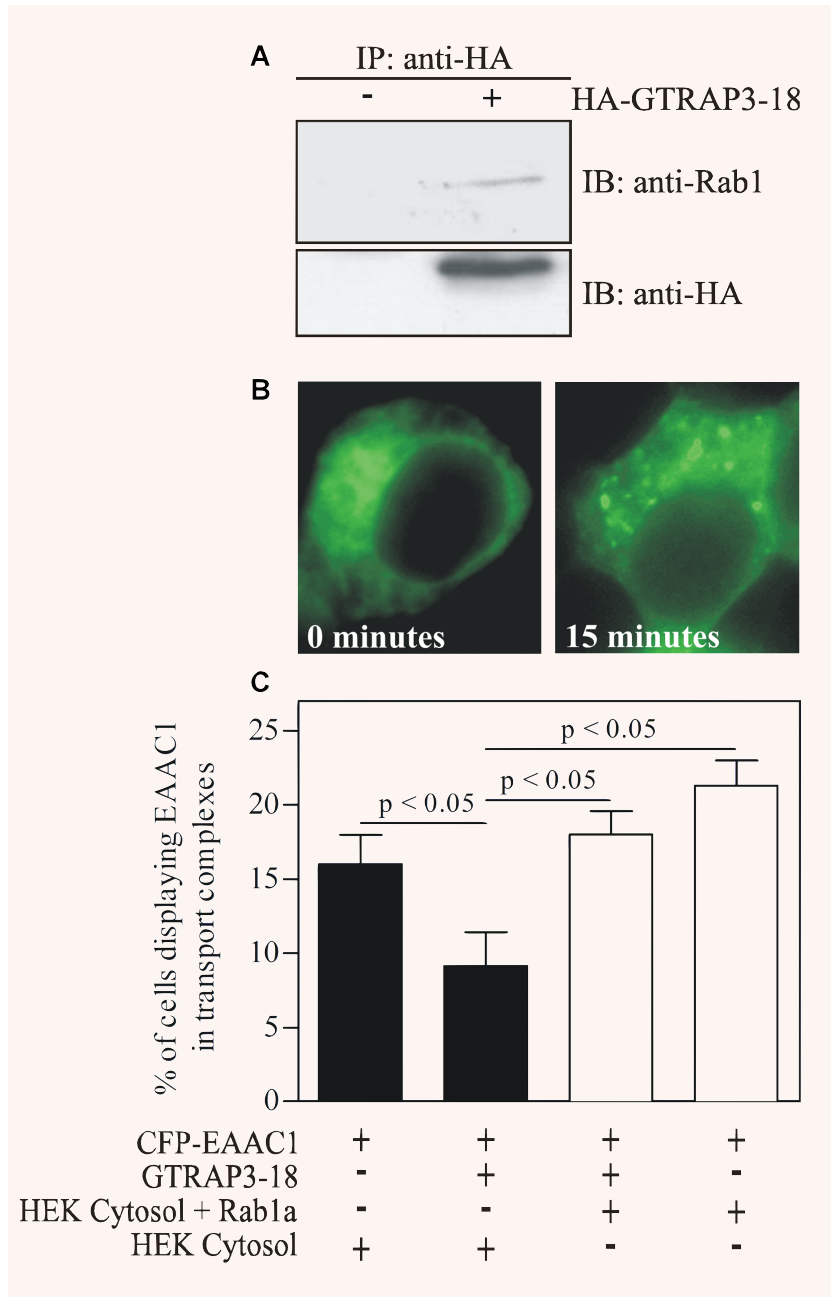 A
IP: anti-HA
- + HA-GTRAP3-18
IB: anti-Rab1
IB: anti-HA
B
0 minutes
15 minutes
C
% of cells displaying EAAC1
in transport complexes
25
20
15
10
5
0
p < 0.05
p < 0.05
p < 0.05
CFP-EAAC1 + + + +
GTRAP3-18 - + + -
HEK Cytosol + Rab1a - - + +
HEK Cytosol + + - -